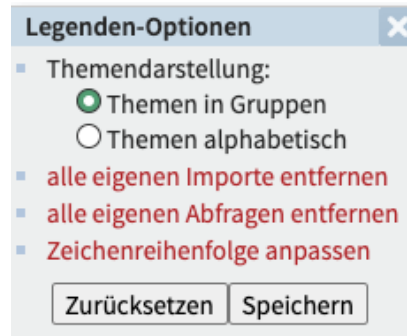 Legenden-Optionen
Themendarstellung:
Themen in Gruppen
Themen alphabetisch
alle eigenen Importe entfernen
alle eigenen Abfragen entfernen
Zeichenreihenfolge anpassen
Zurücksetzen Speichern